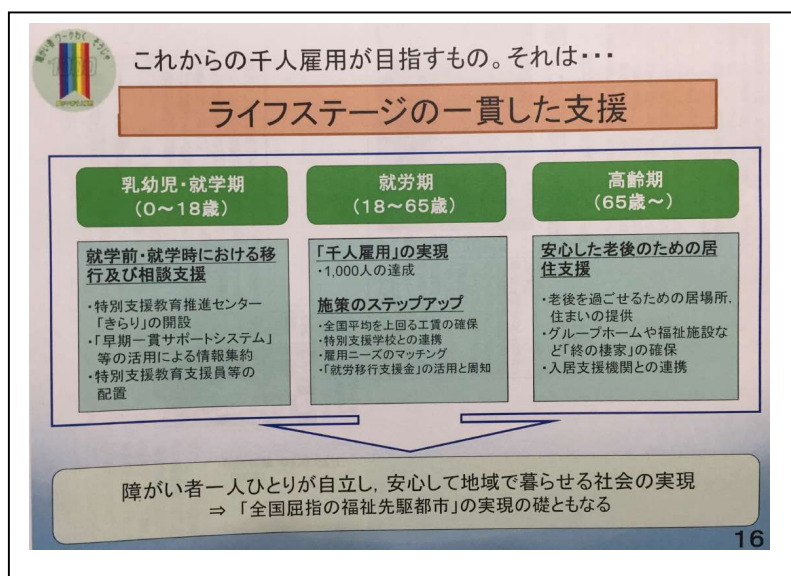 障がい者 ワークわく そうじゃ
1000
これからの千人雇用が目指すもの。それは・・・
ライフステージの一貫した支援
乳幼児・就学期
（0～18歳）
就学前・就学時における移
行及び相談支援
・特別支援教育推進センター
「きらり」の開設
・「早期一貫サポートシステム」
等の活用による情報集約
・特別支援教育支援員等の
配置
就労期
（18～65歳）
「千人雇用」の実現
・1,000人の達成
施策のステップアップ
・全国平均を上回る工賃の確保
・特別支援学校との連携
・雇用ニーズのマッチング
・「就労移行支援金」の活用と周知
高齢期
（65歳～）
安心した老後のための居
住支援
・老後を過ごせるための居場所，
住まいの提供
・グループホームや福祉施設な
ど「終の棲家」の確保
・入居支援機関との連携
障がい者一人ひとりが自立し，安心して地域で暮らせる社会の実現
⇒ 「全国屈指の福祉先駆都市」の実現の礎ともなる
16